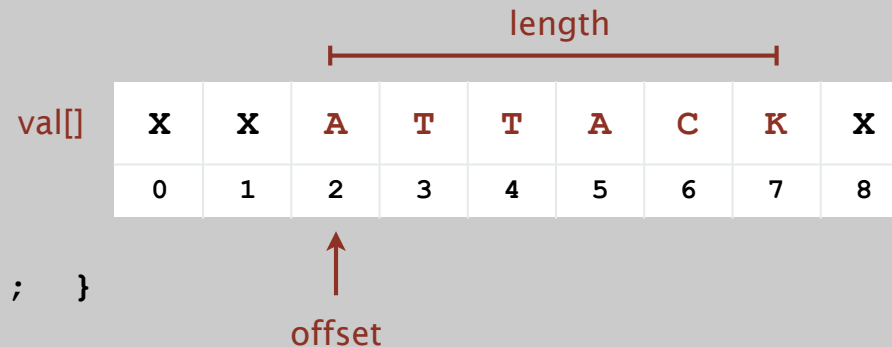 length
val[] X X A T T A C K X
0 1 2 3 4 5 6 7 8
; }
offset